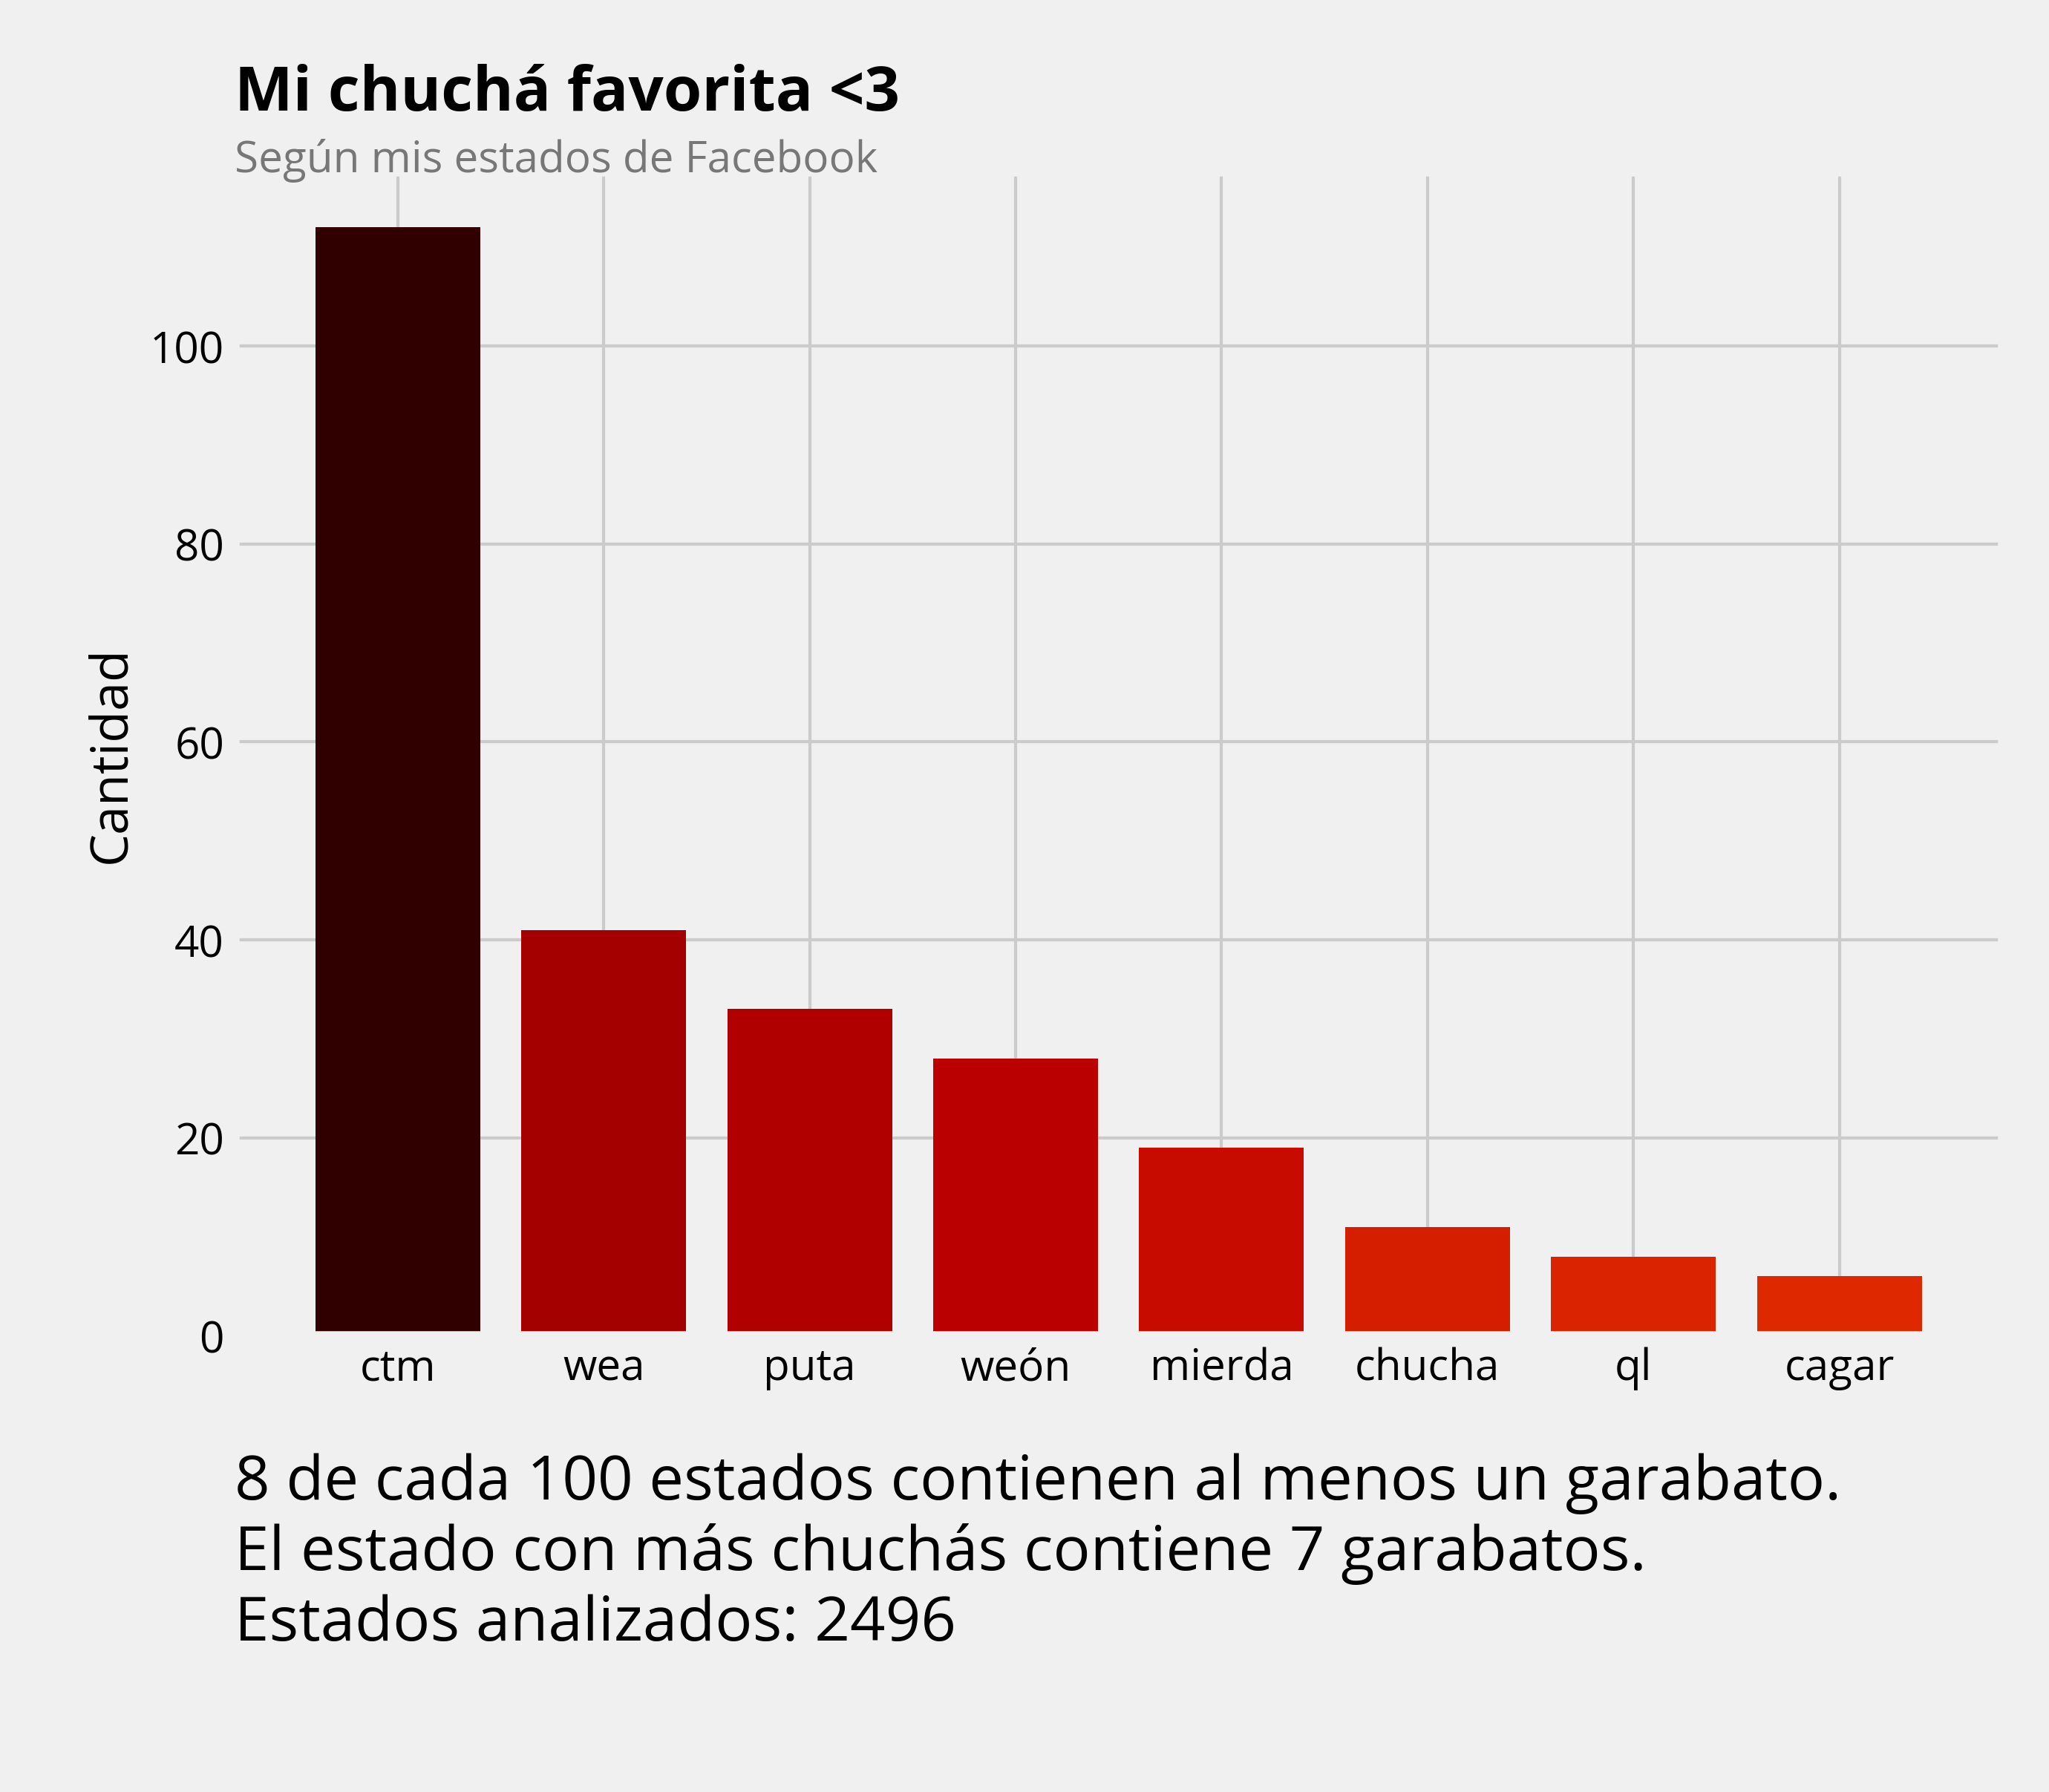 Mi chuchá favorita <3
Según mis estados de Facebook
100
80
60
40
20
0
Cantidad
ctm wea puta weón mierda chucha ql cagar
8 de cada 100 estados contienen al menos un garabato.
El estado con más chuchás contiene 7 garabatos.
Estados analizados: 2496